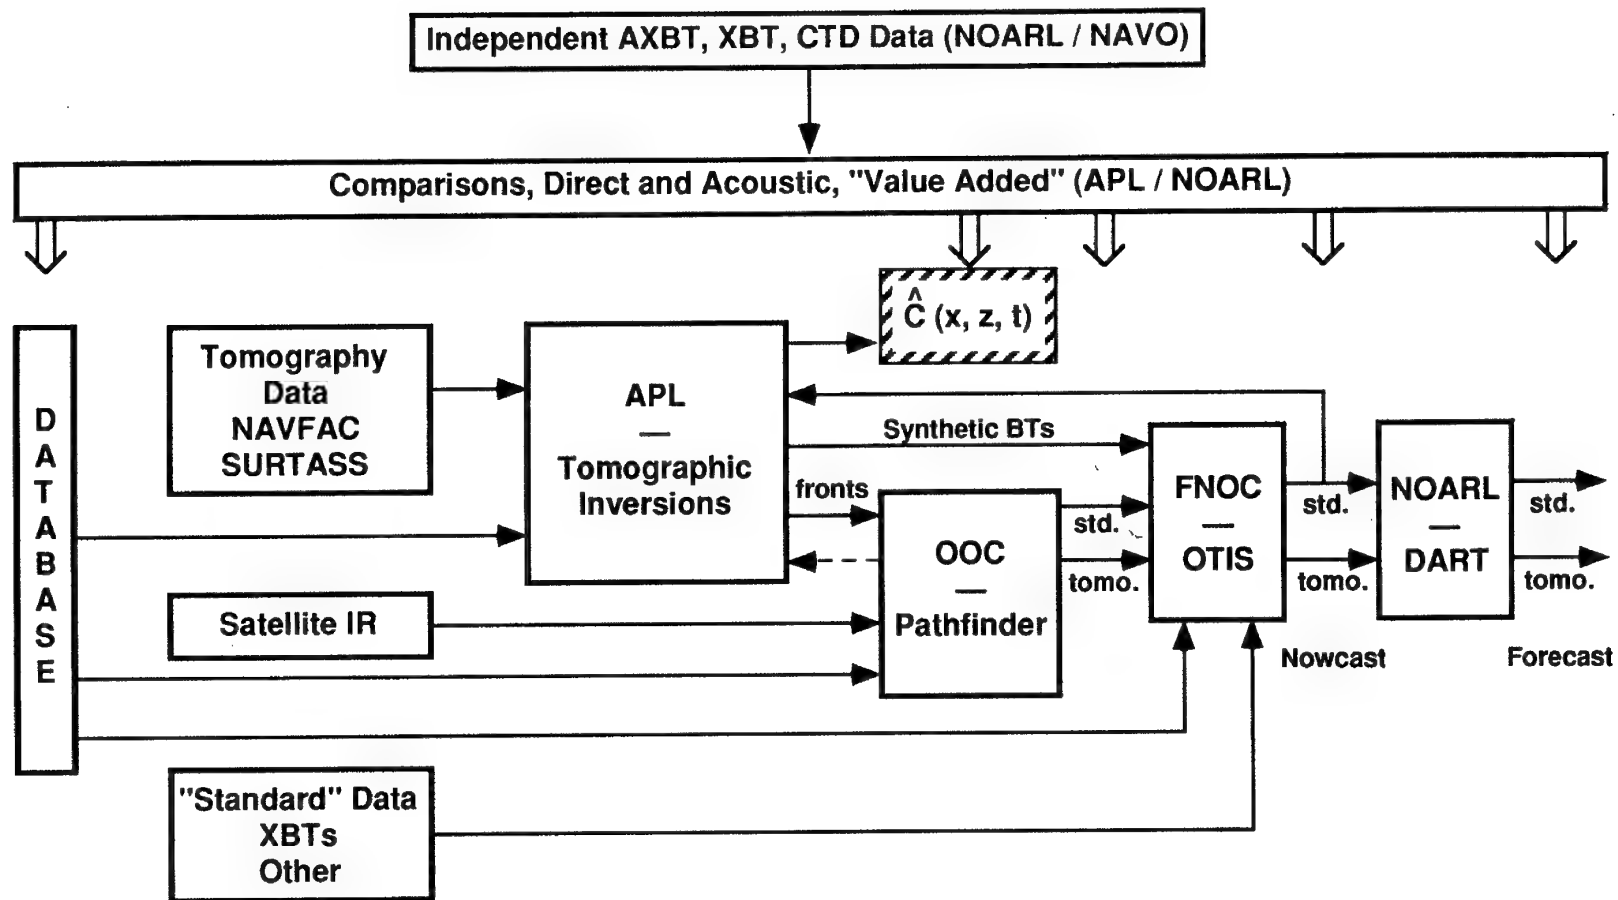 Independent AXBT, XBT, CTD Data (NOARL / NAVO)
Comparisons, Direct and Acoustic, "Value Added" (APL / NOARL)
Ĉ (x, z, t)
DATABASE
Tomography
Data
NAVFAC
SURTASS
APL
—
Tomographic
Inversions
Synthetic BTs
fronts
OOC
—
Pathfinder
std.
tomo.
FNOC
—
OTIS
std.
tomo.
NOARL
—
DART
std.
tomo.
Satellite IR
Nowcast
Forecast
"Standard" Data
XBTs
Other